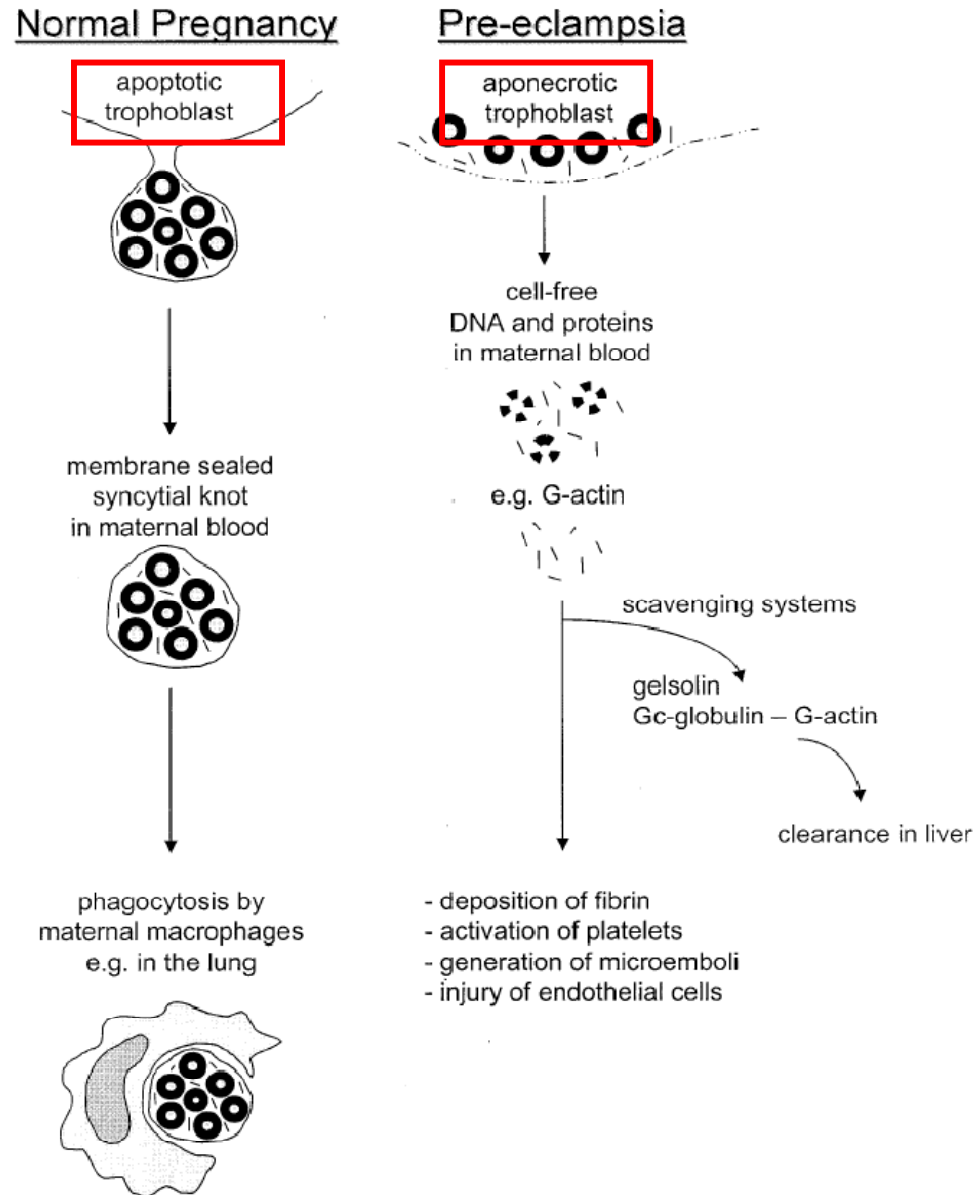 Normal Pregnancy
apoptotic
trophoblast
membrane sealed
syncytial knot
in maternal blood
phagocytosis by
maternal macrophages
e.g. in the lung
Pre-eclampsia
aponecrotic
trophoblast
cell-free
DNA and proteins
in maternal blood
e.g. G-actin
scavenging systems
gelsolin
Gc-globulin – G-actin
clearance in liver
- deposition of fibrin
- activation of platelets
- generation of microemboli
- injury of endothelial cells